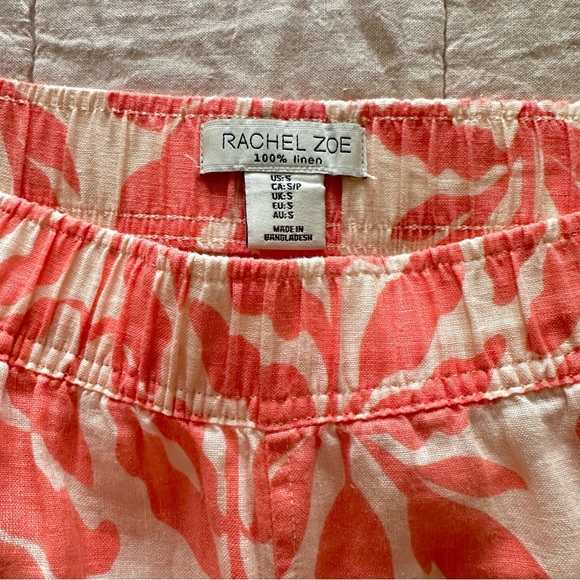 RACHEL ZOE
100% linen
US: S
CA: S/P
UK: S
EU: S
AU: S
MADE IN
BANGLADESH